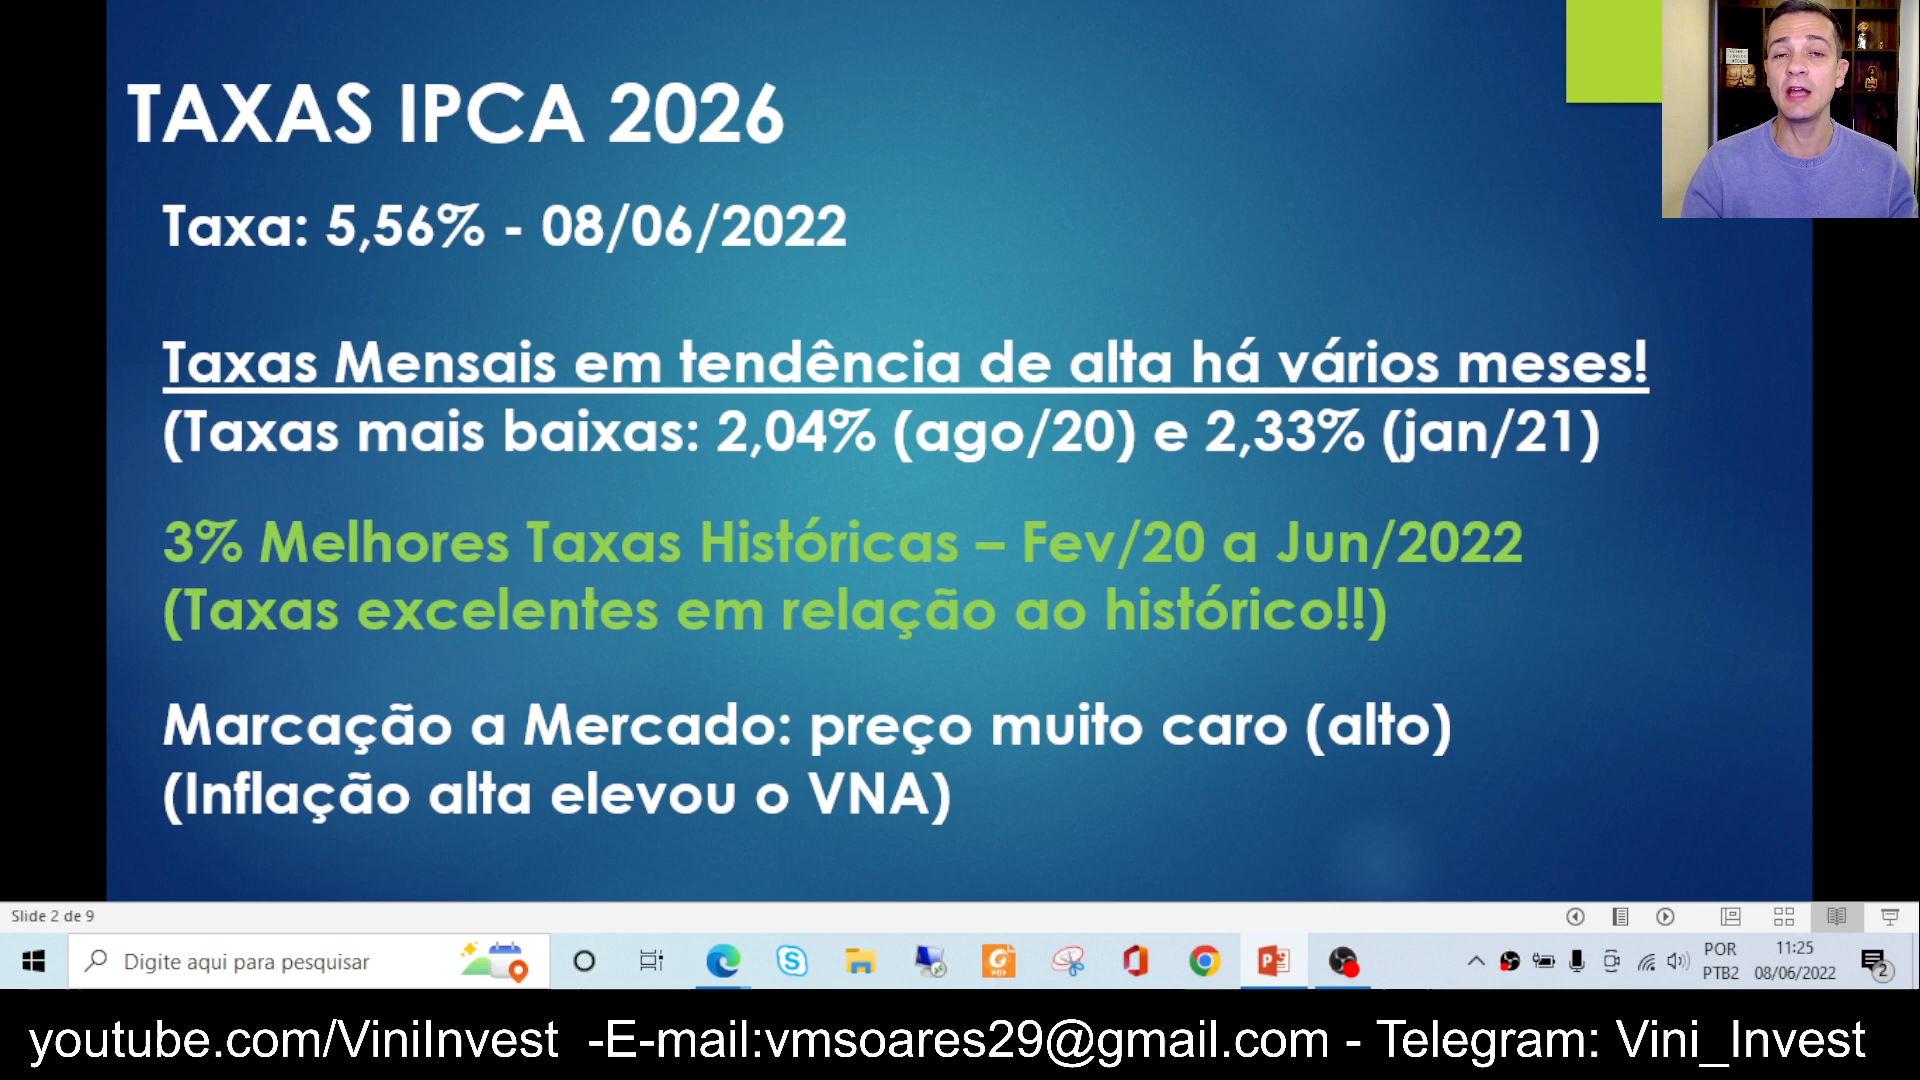 TAXAS IPCA 2026
Taxa: 5,56% - 08/06/2022
Taxas Mensais em tendência de alta há vários meses!
(Taxas mais baixas: 2,04% (ago/20) e 2,33% (jan/21)
3% Melhores Taxas Históricas – Fev/20 a Jun/2022
(Taxas excelentes em relação ao histórico!!)
Marcação a Mercado: preço muito caro (alto)
(Inflação alta elevou o VNA)
Slide 2 de 9
Digite aqui para pesquisar
POR
PTB2
11:25
08/06/2022
2
youtube.com/ViniInvest -E-mail:vmsoares29@gmail.com - Telegram: Vini_Invest